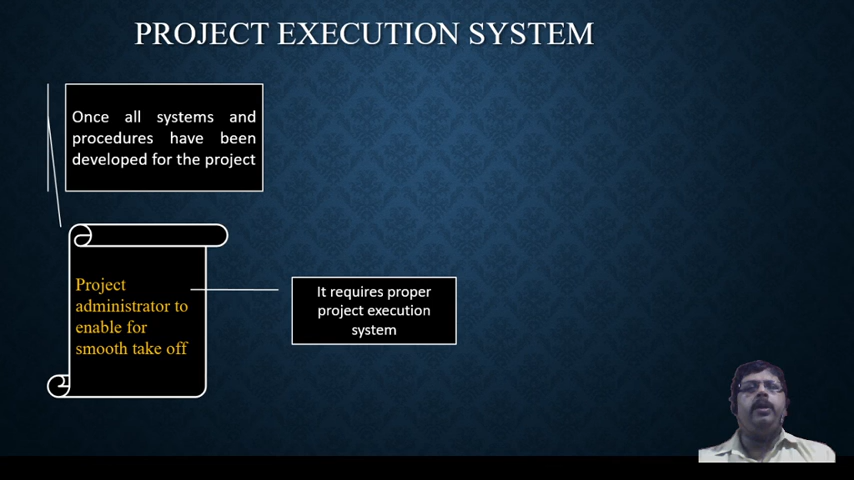 PROJECT EXECUTION SYSTEM
Once all systems and
procedures have been
developed for the project
Project
administrator to
enable for
smooth take off
It requires proper
project execution
system